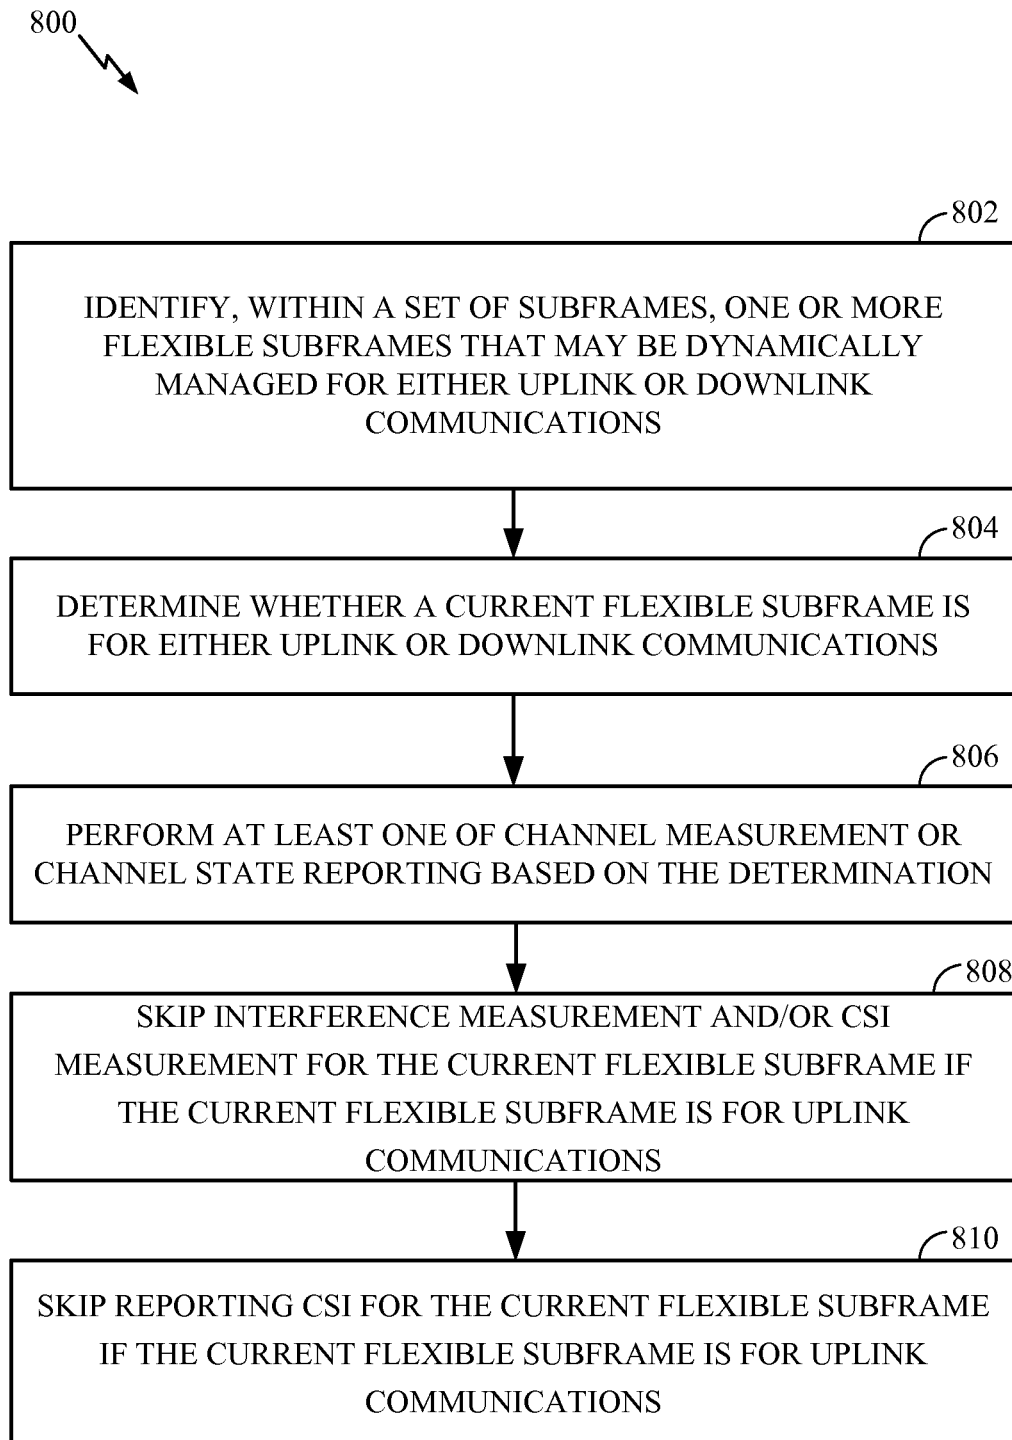 800
802
IDENTIFY, WITHIN A SET OF SUBFRAMES, ONE OR MORE
FLEXIBLE SUBFRAMES THAT MAY BE DYNAMICALLY
MANAGED FOR EITHER UPLINK OR DOWNLINK
COMMUNICATIONS
804
DETERMINE WHETHER A CURRENT FLEXIBLE SUBFRAME IS
FOR EITHER UPLINK OR DOWNLINK COMMUNICATIONS
806
PERFORM AT LEAST ONE OF CHANNEL MEASUREMENT OR
CHANNEL STATE REPORTING BASED ON THE DETERMINATION
808
SKIP INTERFERENCE MEASUREMENT AND/OR CSI
MEASUREMENT FOR THE CURRENT FLEXIBLE SUBFRAME IF
THE CURRENT FLEXIBLE SUBFRAME IS FOR UPLINK
COMMUNICATIONS
810
SKIP REPORTING CSI FOR THE CURRENT FLEXIBLE SUBFRAME
IF THE CURRENT FLEXIBLE SUBFRAME IS FOR UPLINK
COMMUNICATIONS